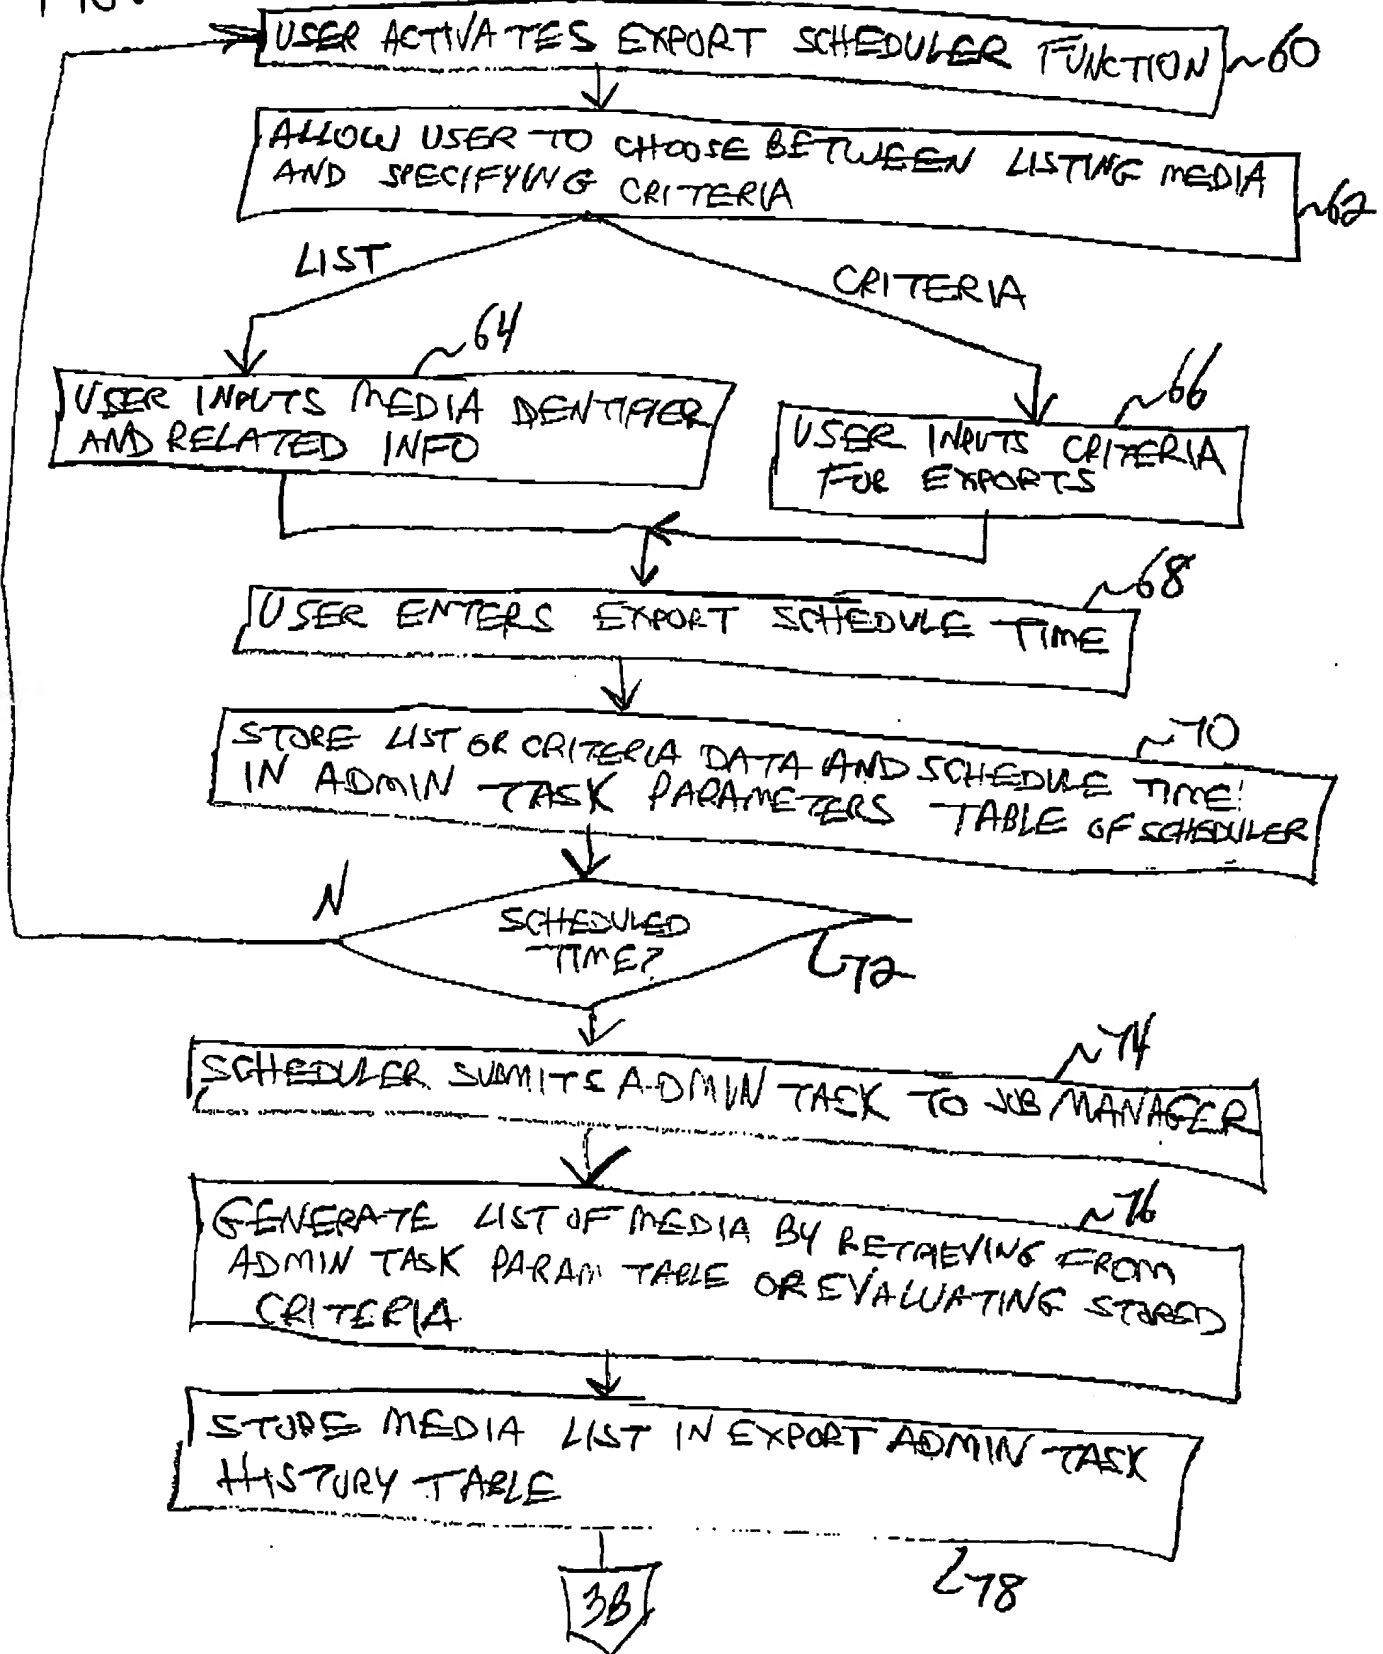 USER ACTIVATES EXPORT SCHEDULER FUNCTION
60
ALLOW USER TO CHOOSE BETWEEN LISTING MEDIA
AND SPECIFYING CRITERIA
62
LIST
CRITERIA
64
USER INPUTS MEDIA IDENTIFIER
AND RELATED INFO
66
USER INPUTS CRITERIA
FOR EXPORTS
68
USER ENTERS EXPORT SCHEDULE TIME
70
STORE LIST OR CRITERIA DATA AND SCHEDULE TIME
IN ADMIN TASK PARAMETERS TABLE OF SCHEDULER
N
SCHEDULED
TIME?
72
74
SCHEDULER SUBMITS ADMIN TASK TO JOB MANAGER
76
GENERATE LIST OF MEDIA BY RETRIEVING FROM
ADMIN TASK PARAM TABLE OR EVALUATING STORED
CRITERIA
STORE MEDIA LIST IN EXPORT ADMIN TASK
HISTORY TABLE
78
3B